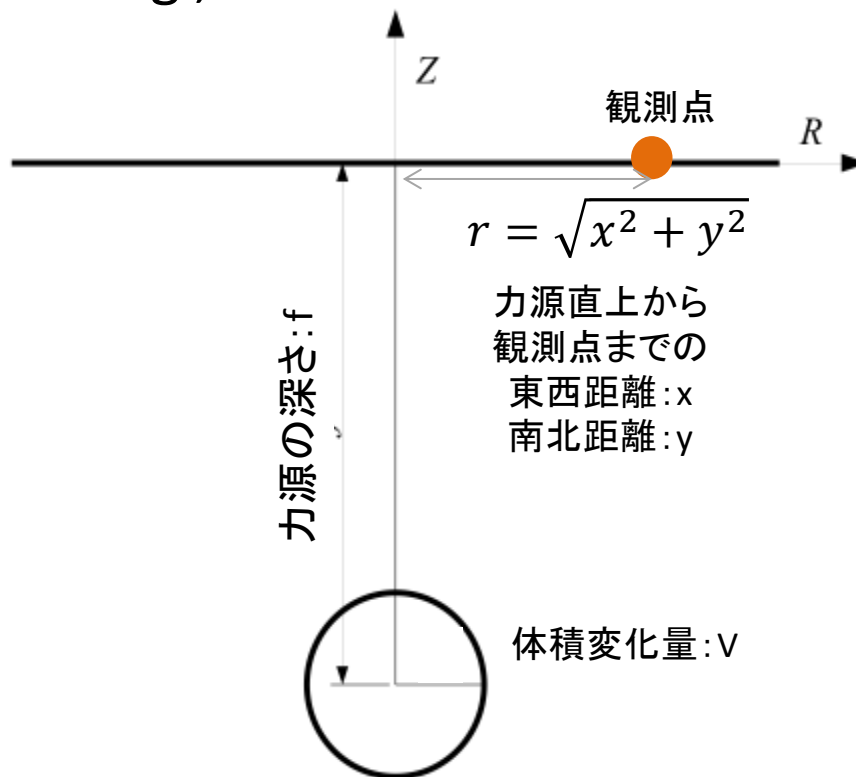 Z
観測点
R
r = √x² + y²
力源直上から
観測点までの
東西距離:x
南北距離:y
力源の深さ:f
体積変化量:V